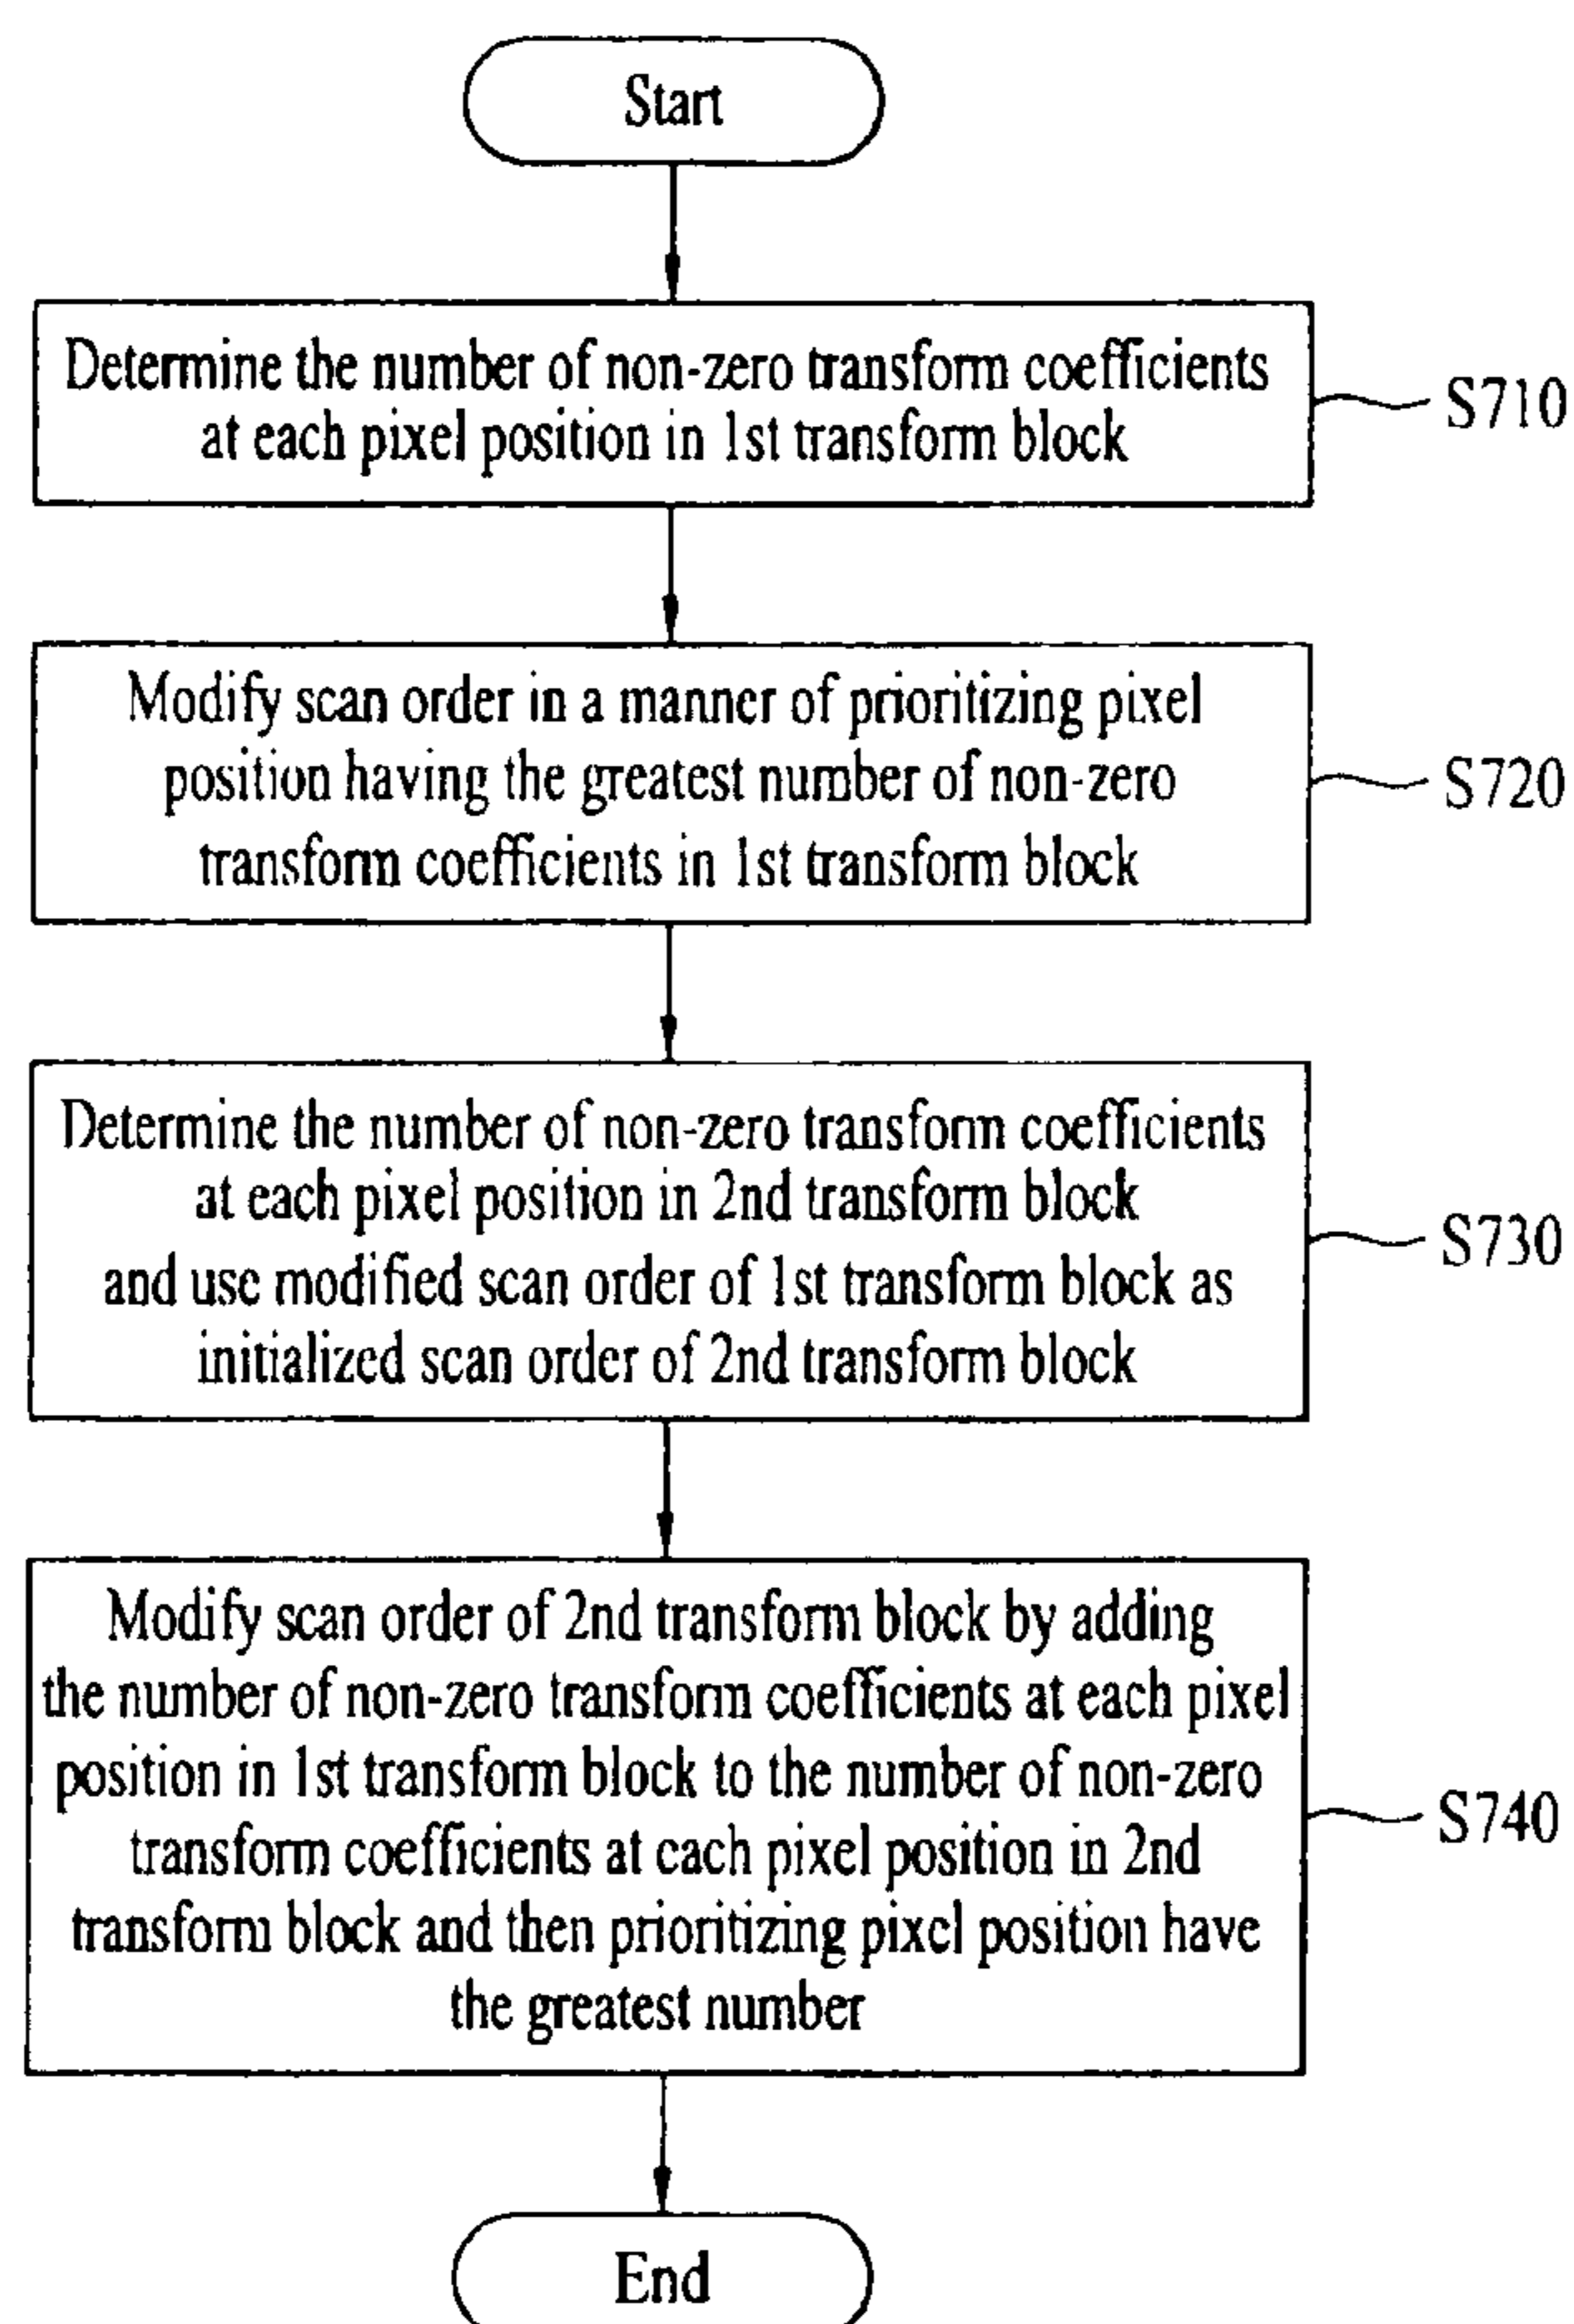 Start
Determine the number of non-zero transform coefficients
at each pixel position in 1st transform block
S710
Modify scan order in a manner of prioritizing pixel
position having the greatest number of non-zero
transform coefficients in 1st transform block
S720
Determine the number of non-zero transform coefficients
at each pixel position in 2nd transform block
and use modified scan order of 1st transform block as
initialized scan order of 2nd transform block
S730
Modify scan order of 2nd transform block by adding
the number of non-zero transform coefficients at each pixel
position in 1st transform block to the number of non-zero
transform coefficients at each pixel position in 2nd
transform block and then prioritizing pixel position have
the greatest number
S740
End